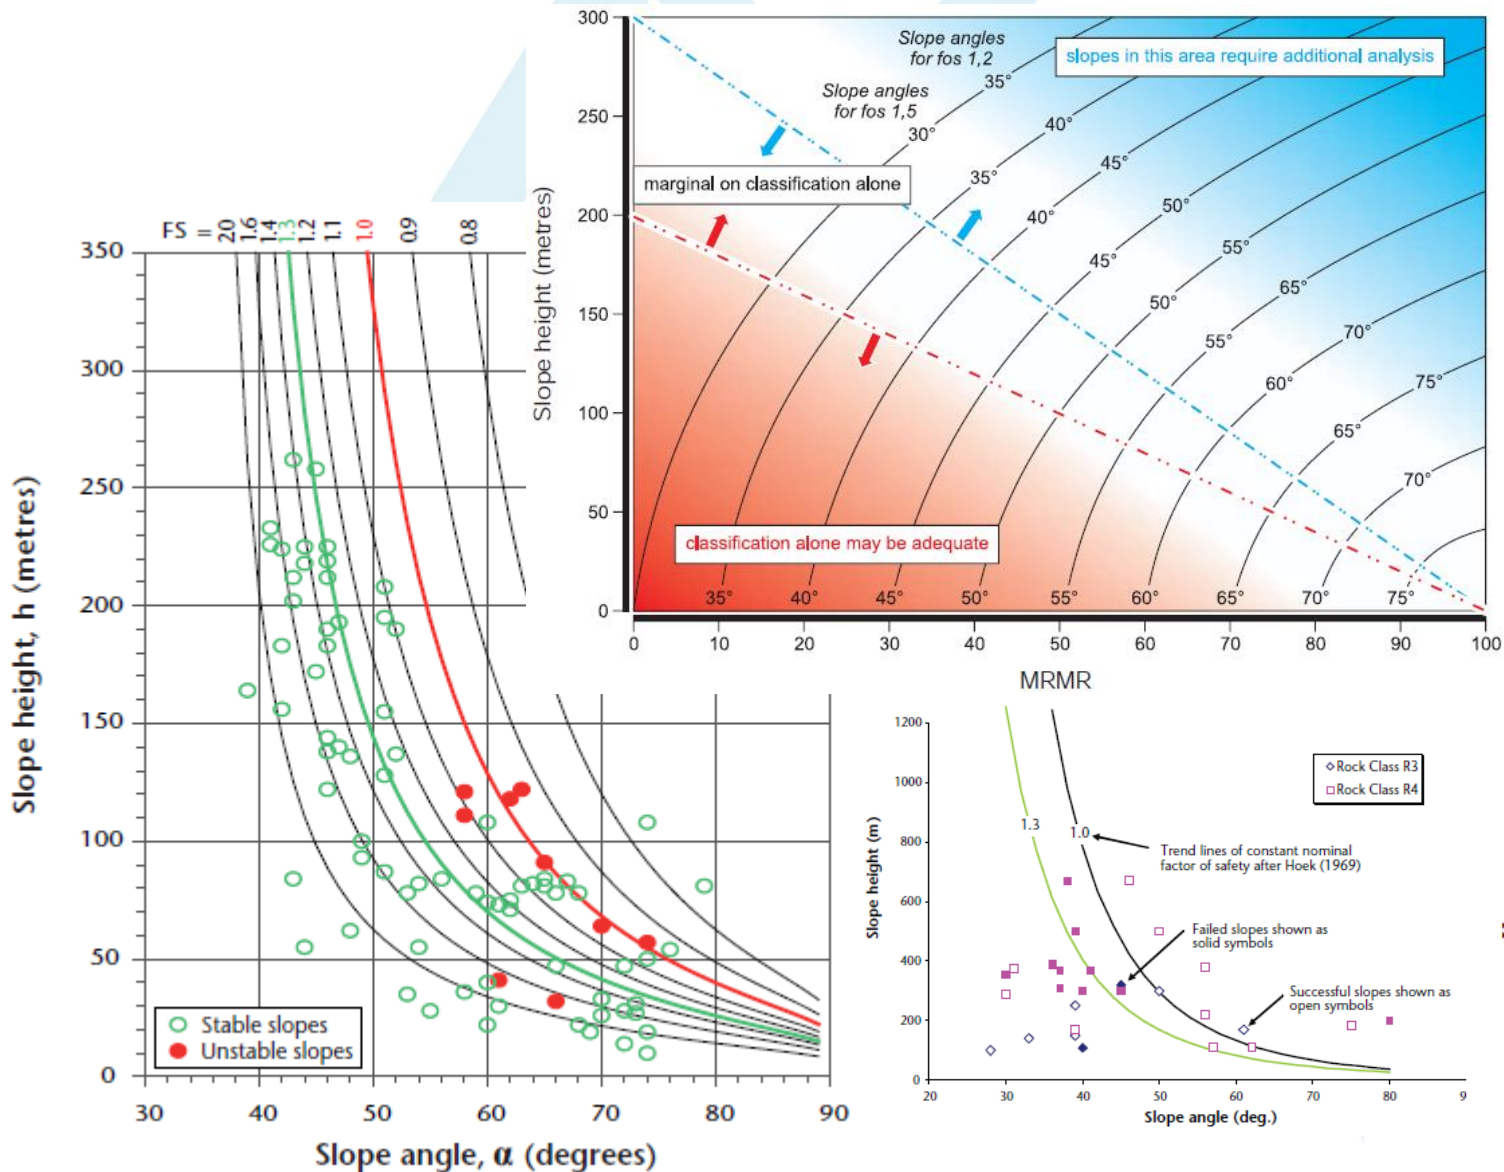 FS = 2.0 1.6 1.4 1.3 1.2 1.1 1.0 0.9 0.8
350
300
250
200
150
100
50
0
Slope height, h (metres)
Stable slopes
Unstable slopes
30 40 50 60 70 80 90
Slope angle, α (degrees)
300
250
200
150
100
50
0
Slope height (metres)
Slope angles
for fos 1,2
Slope angles
for fos 1,5
slopes in this area require additional analysis
marginal on classification alone
classification alone may be adequate
35°
40°
45°
50°
55°
65°
70°
75°
30°
35°
40°
45°
50°
55°
60°
65°
70°
35° 40° 45° 50° 55° 60° 65° 70° 75°
0 10 20 30 40 50 60 70 80 90 100
MRMR
1200
1000
800
600
400
200
0
Slope height (m)
Rock Class R3
Rock Class R4
1.3
1.0
Trend lines of constant nominal
factor of safety after Hoek (1969)
Failed slopes shown as
solid symbols
Successful slopes shown as
open symbols
20 30 40 50 60 70 80 9
Slope angle (deg.)